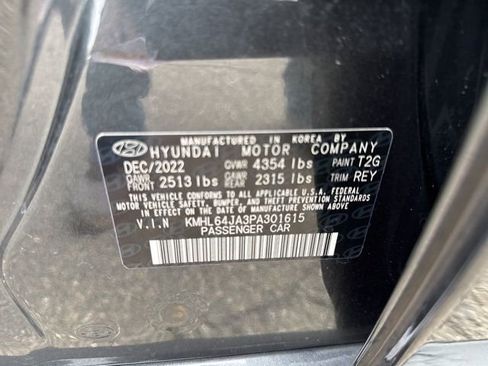 MANUFACTURED IN KOREA BY
HYUNDAI MOTOR COMPANY
DEC/2022 GVWR 4354 lbs PAINT T2G
GAWR FRONT 2513 lbs GAWR REAR 2315 lbs TRIM REY
THIS VEHICLE CONFORMS TO ALL APPLICABLE U.S.A. FEDERAL
MOTOR VEHICLE SAFETY, BUMPER, AND THEFT PREVENTION STANDARDS
IN EFFECT ON THE DATE OF MANUFACTURE SHOWN ABOVE.
V.I.N KMHL64JA3PA301615
PASSENGER CAR